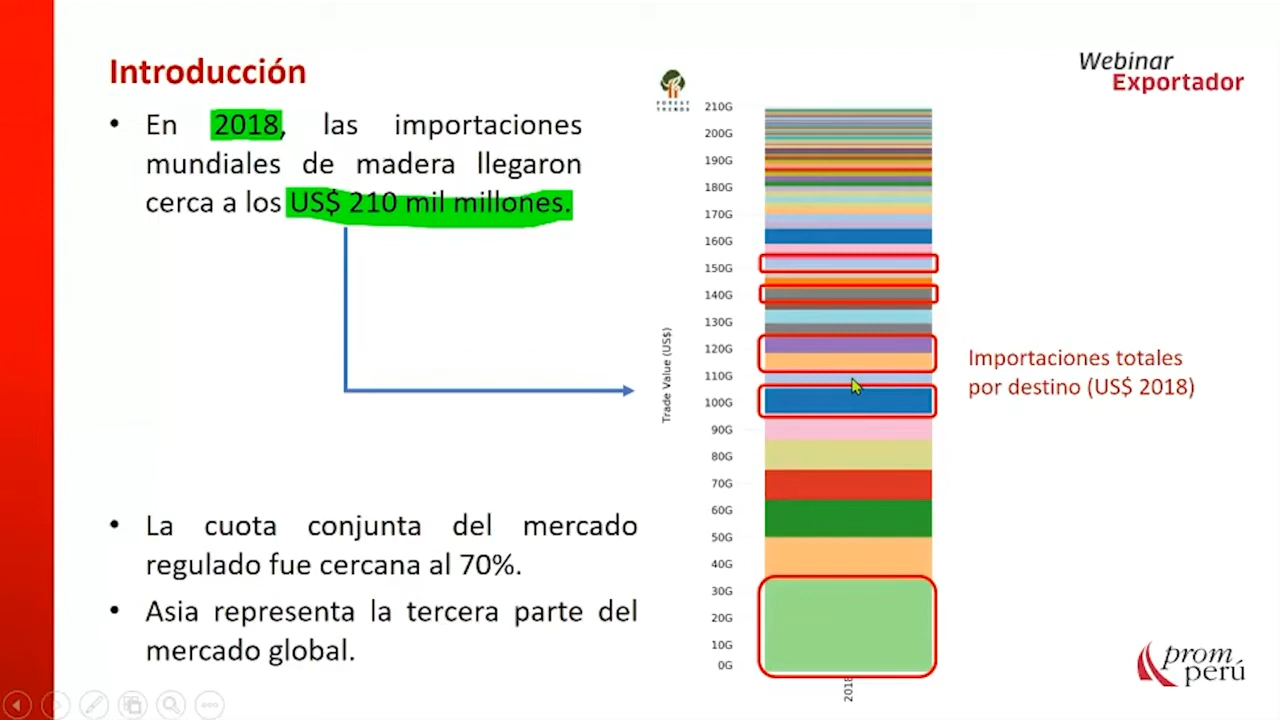 Introducción
Webinar
Exportador
• En 2018, las importaciones
mundiales de madera llegaron
cerca a los US$ 210 mil millones.
FOREST
TRENDS
210G
200G
190G
180G
170G
160G
150G
140G
130G
120G
110G
100G
90G
80G
70G
60G
50G
40G
30G
20G
10G
0G
Trade Value (US$)
2018
Importaciones totales
por destino (US$ 2018)
• La cuota conjunta del mercado
regulado fue cercana al 70%.
• Asia representa la tercera parte del
mercado global.
prom
perú